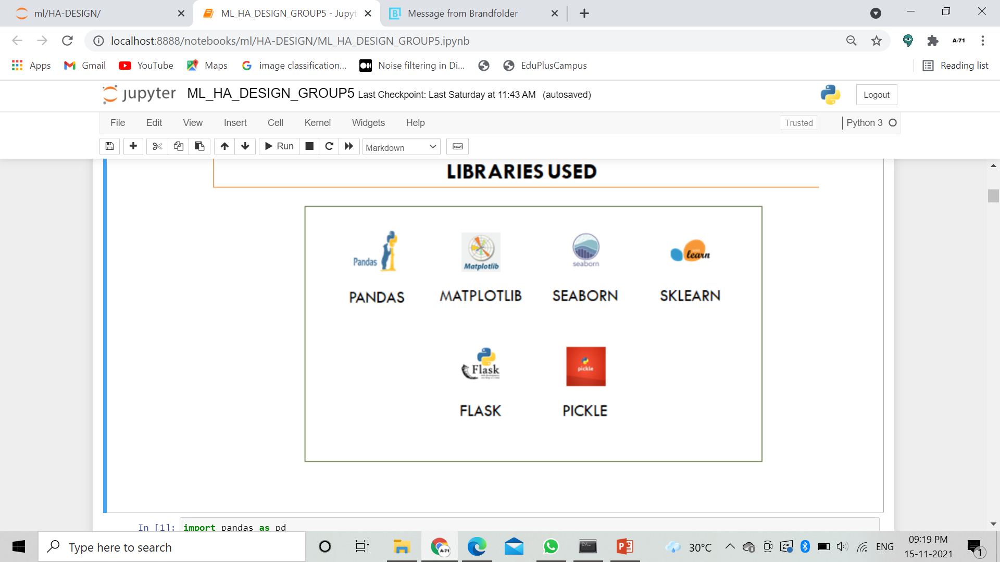 ml/HA-DESIGN/
ML_HA_DESIGN_GROUP5 - Jupyt
Message from Brandfolder
localhost:8888/notebooks/ml/HA-DESIGN/ML_HA_DESIGN_GROUP5.ipynb
A-71
Apps
Gmail
YouTube
Maps
image classification...
Noise filtering in Di...
EduPlusCampus
Reading list
jupyter
ML_HA_DESIGN_GROUP5 Last Checkpoint: Last Saturday at 11:43 AM (autosaved)
Logout
File Edit View Insert Cell Kernel Widgets Help
Trusted
Python 3
Run
Markdown
LIBRARIES USED
Pandas
Matplotlib
seaborn
learn
PANDAS MATPLOTLIB SEABORN SKLEARN
Flask
pickle
FLASK PICKLE
In [1]: import pandas as pd
Type here to search
A-71
30°C
ENG
09:19 PM
15-11-2021
1